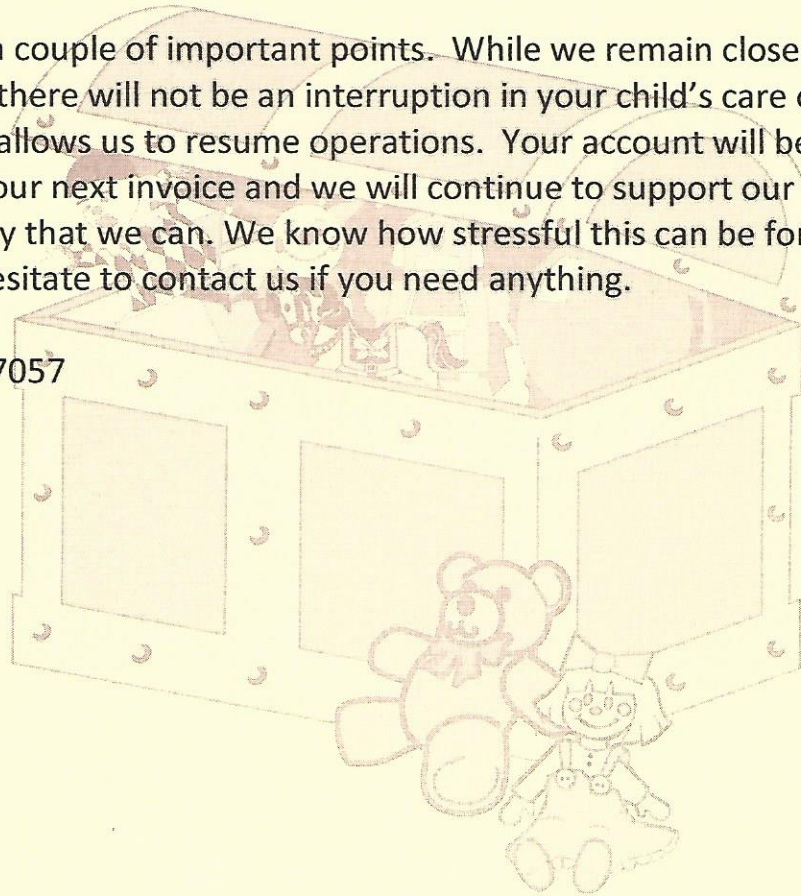 couple of important points. While we remain close
there will not be an interruption in your child's care
allows us to resume operations. Your account will be
our next invoice and we will continue to support our
y that we can. We know how stressful this can be for
esitate to contact us if you need anything.
7057